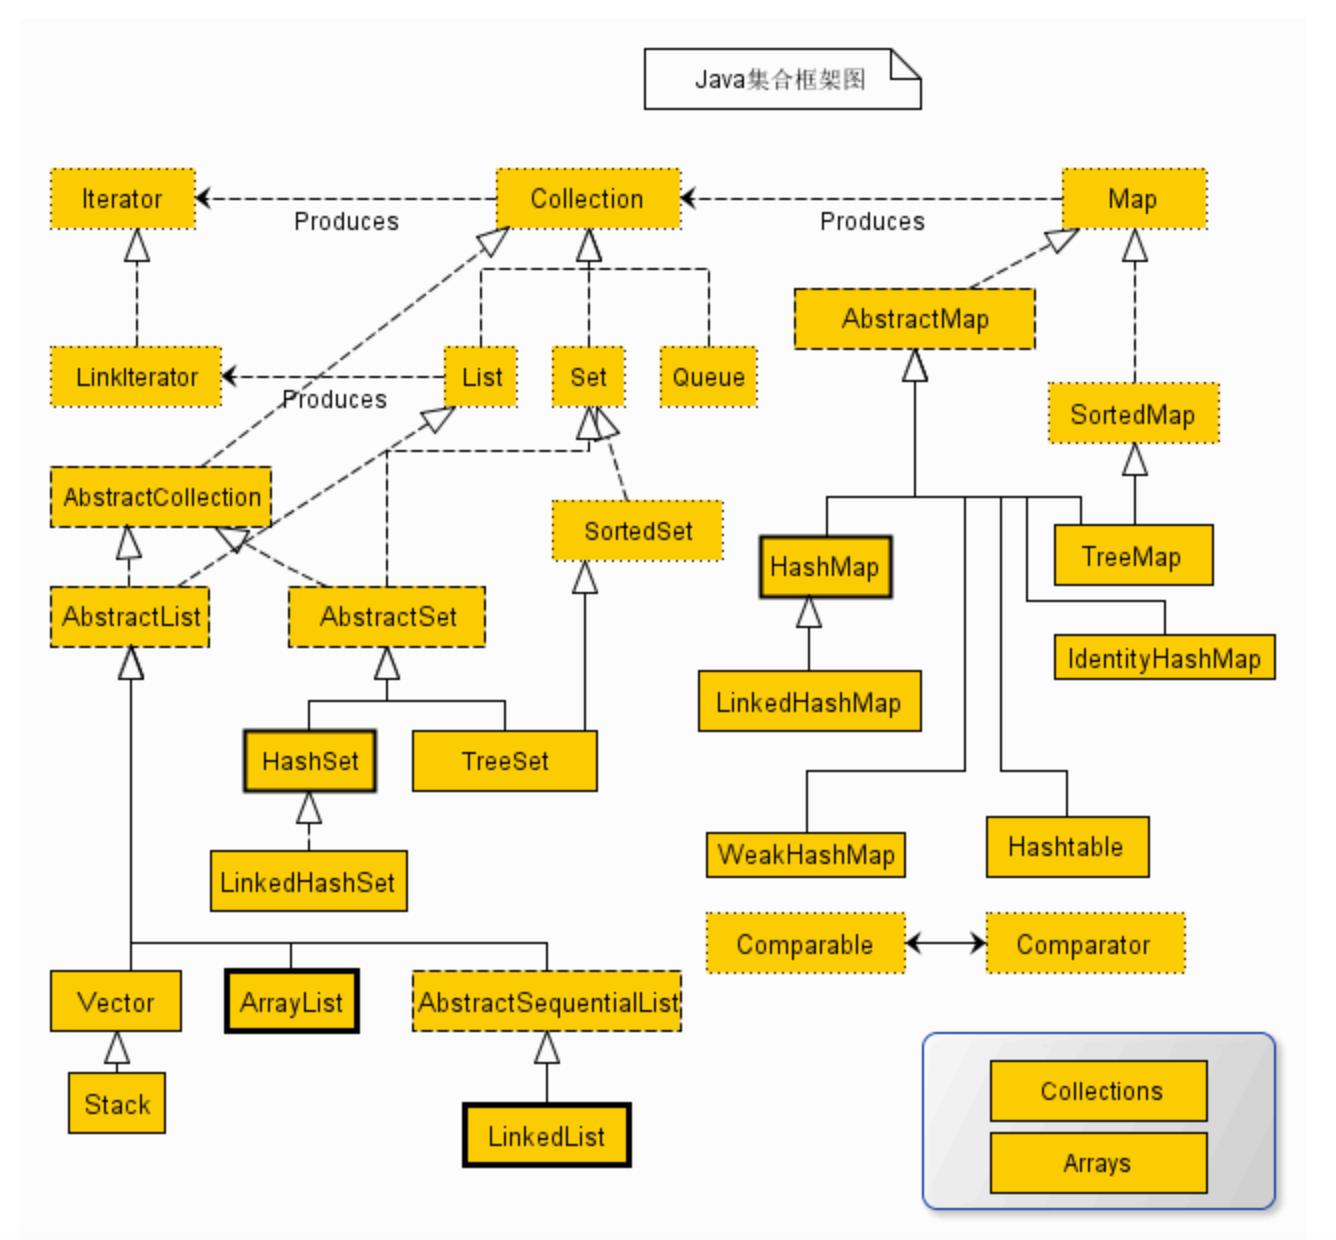 Java集合框架图
Iterator
Produces
Collection
Produces
Map
AbstractMap
LinkIterator
Produces
List
Set
Queue
SortedMap
AbstractCollection
SortedSet
HashMap
TreeMap
AbstractList
AbstractSet
IdentityHashMap
LinkedHashMap
HashSet
TreeSet
WeakHashMap
Hashtable
LinkedHashSet
Comparable
Comparator
Vector
ArrayList
AbstractSequentialList
Stack
LinkedList
Collections
Arrays